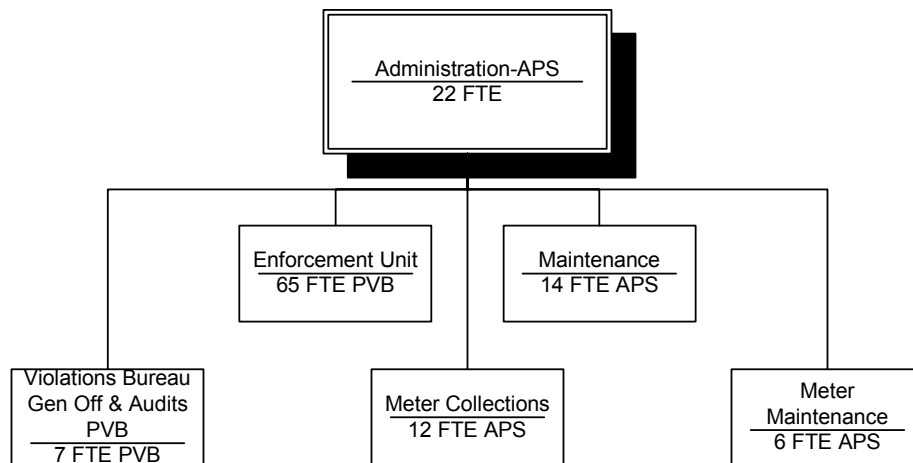 Administration-APS
22 FTE
Enforcement Unit
65 FTE PVB
Maintenance
14 FTE APS
Violations Bureau
Gen Off & Audits
PVB
7 FTE PVB
Meter Collections
12 FTE APS
Meter
Maintenance
6 FTE APS